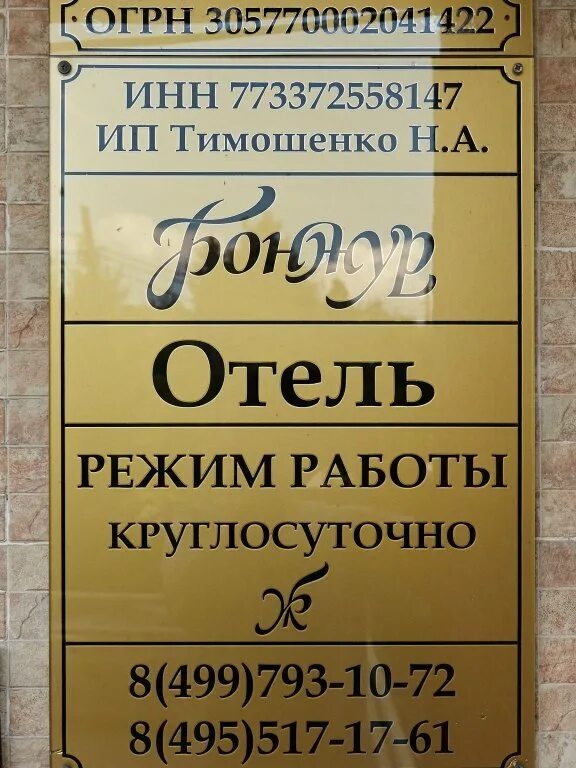 ОГРН 305770002041422
ИНН 773372558147
ИП Тимошенко Н.А.
Бонжур
Отель
РЕЖИМ РАБОТЫ
КРУГЛОСУТОЧНО
Ж
8(499)793-10-72
8(495)517-17-61